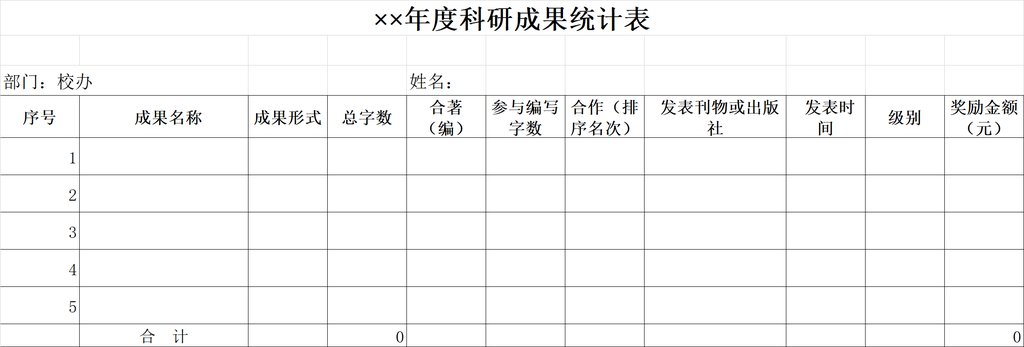 ××年度科研成果统计表
部门：校办 姓名：
序号 成果名称 成果形式 总字数 合著（编） 参与编写字数 合作（排序名次） 发表刊物或出版社 发表时间 级别 奖励金额（元）
1
2
3
4
5
合 计 0 0